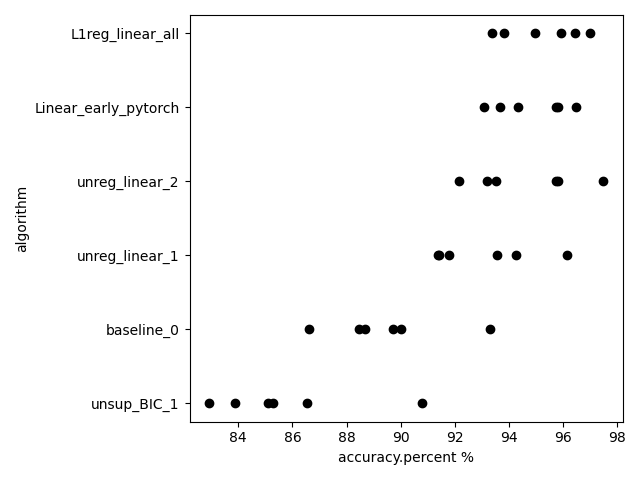 L1reg_linear_all
Linear_early_pytorch
unreg_linear_2
unreg_linear_1
baseline_0
unsup_BIC_1
algorithm
84 86 88 90 92 94 96 98
accuracy.percent %